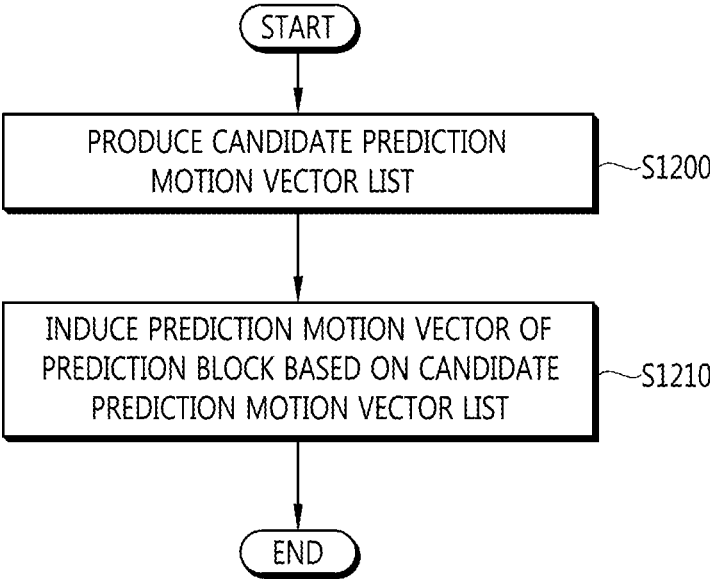 START
PRODUCE CANDIDATE PREDICTION
MOTION VECTOR LIST
S1200
INDUCE PREDICTION MOTION VECTOR OF
PREDICTION BLOCK BASED ON CANDIDATE
PREDICTION MOTION VECTOR LIST
S1210
END